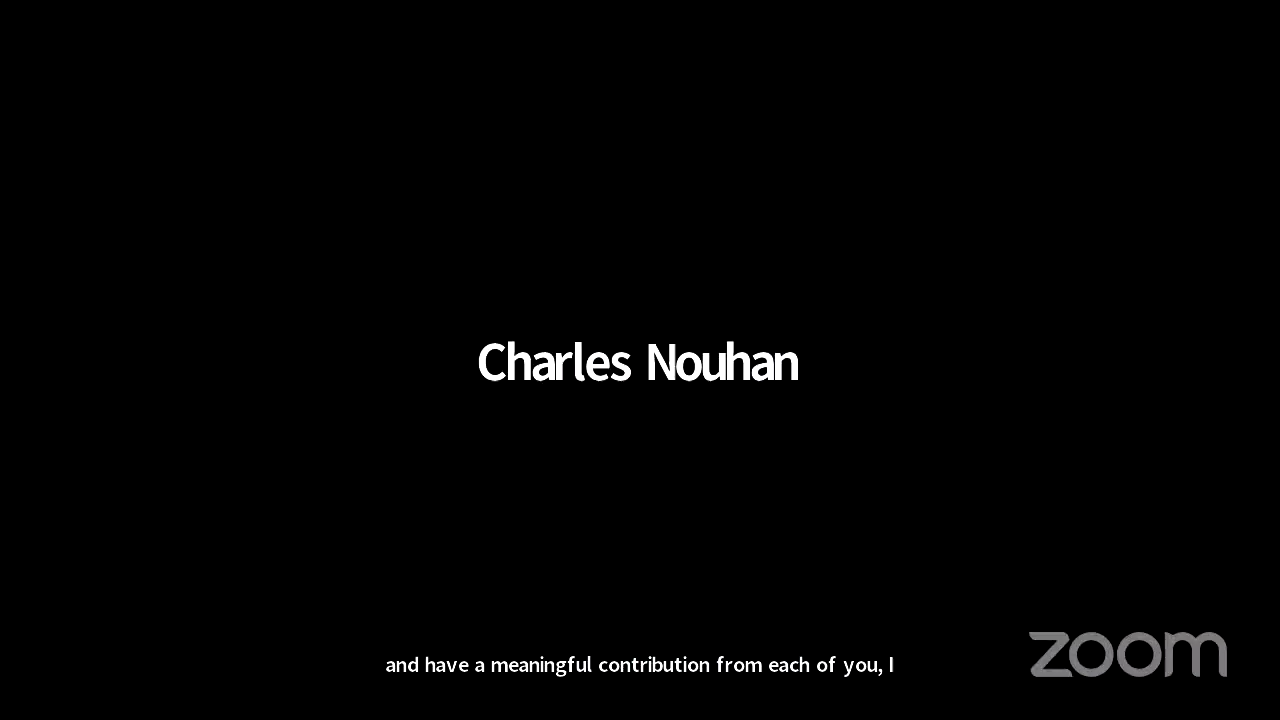 Charles Nouhan
and have a meaningful contribution from each of you, I
zoom